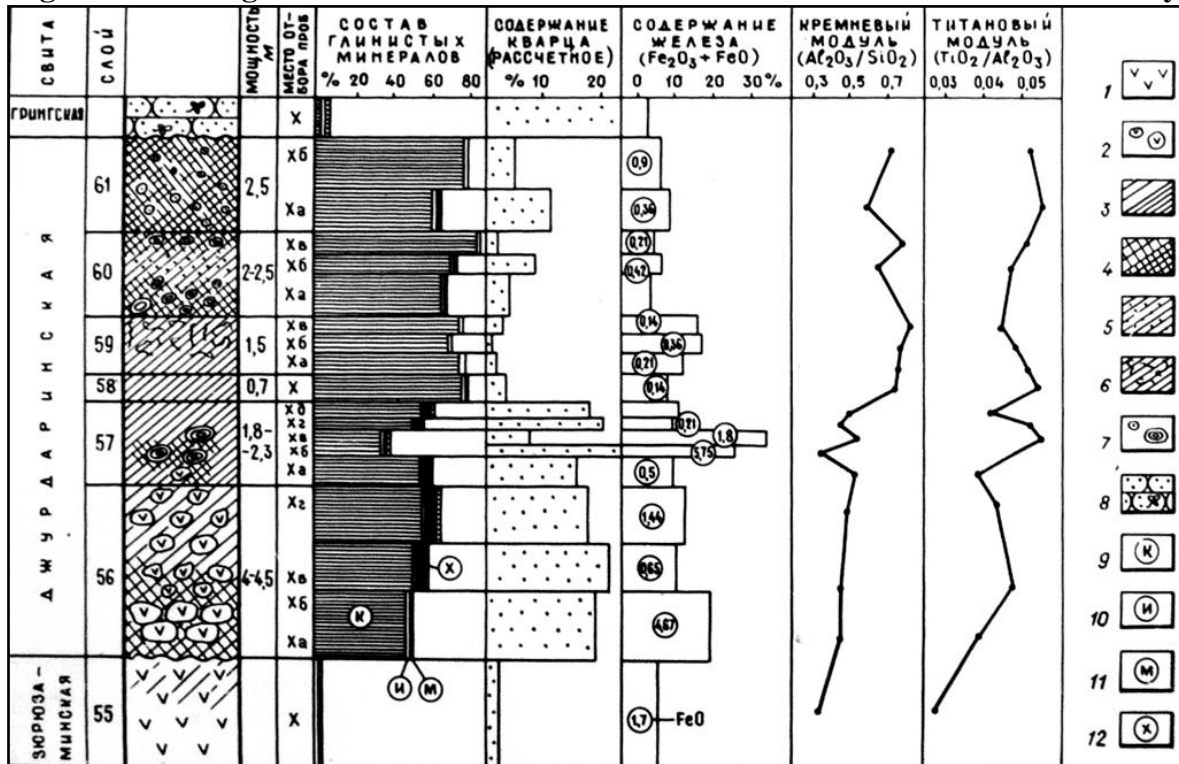 СВИТА
СЛОЙ
МОЩНОСТЬ М
МЕСТО ОТ-
БОРА ПРОБ
СОСТАВ
ГЛИНИСТЫХ
МИНЕРАЛОВ
% 20 40 60 80
СОДЕРЖАНИЕ
КВАРЦА
(РАССЧЕТНОЕ)
% 10 20
СОДЕРЖАНИЕ
ЖЕЛЕЗА
(Fe2O3 + FeO)
0 10 20 30 %
КРЕМНЕВЫЙ
МОДУЛЬ
(Al2O3/SiO2)
0,3 0,5 0,7
ТИТАНОВЫЙ
МОДУЛЬ
(TiO2/Al2O3)
0,03 0,04 0,05
ГРИНГСКАЯ
Х
ДЖУРДАРИНСКАЯ
61
2,5
Хб
0,9
Ха
0,36
60
2-2,5
Хв
0,21
Хб
0,42
Ха
59
1,5
Хв
0,14
Хб
0,36
Ха
0,21
58
0,7
Х
0,14
57
1,8-
-2,3
Хд
Хг
0,21
Хв
1,8
Хб
5,75
Ха
0,5
56
4-4,5
Хг
1,44
Хв
Х
0,65
Хб
К
4,67
Ха
ЗЮРЮЗА-
МИНСКАЯ
55
Х
И
М
1,7
FeO
1
2
3
4
5
6
7
8
9 К
10 И
11 М
12 Х